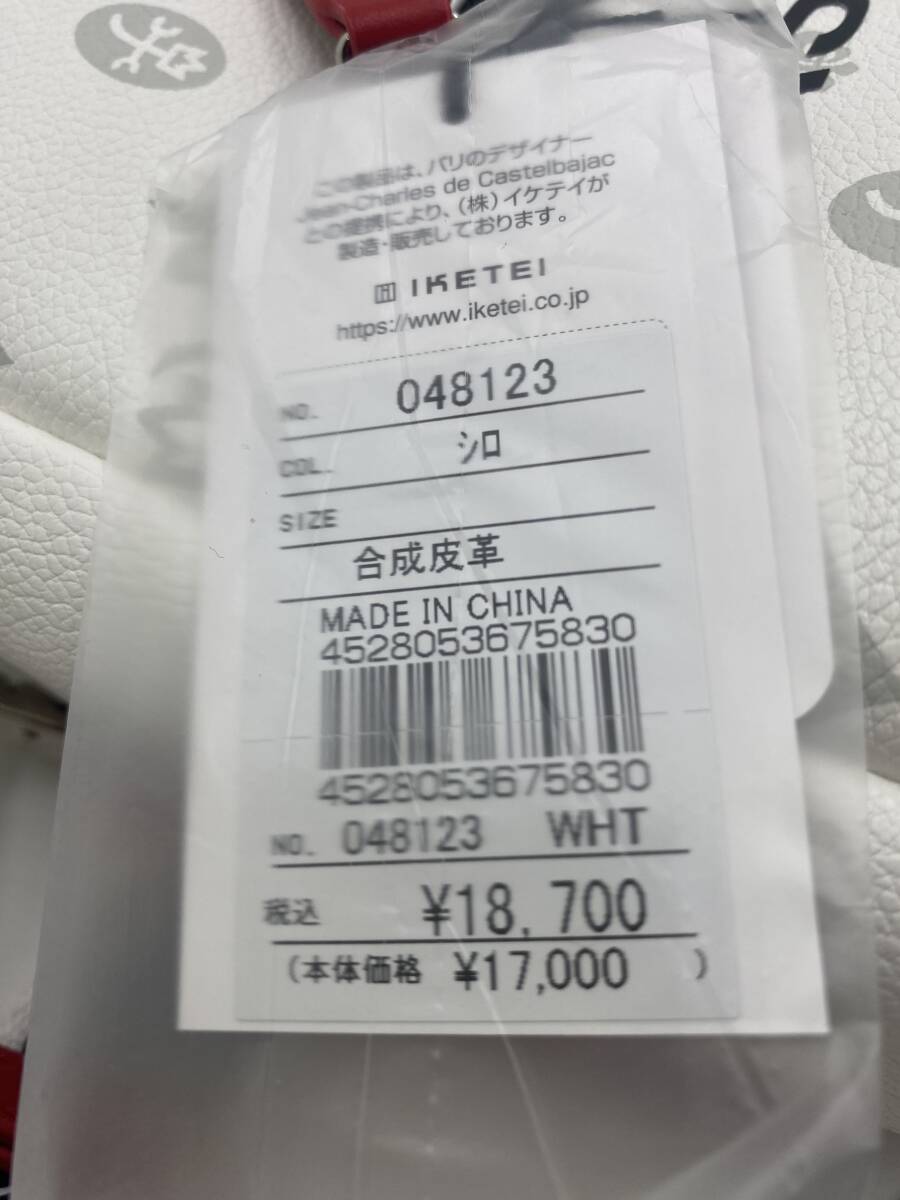 この製品は、パリのデザイナー
Jean-Charles de Castelbajac
との提携により、(株)イケテイが
製造・販売しております。
IKETEI
https://www.iketei.co.jp
NO. 048123
COL. シロ
SIZE
合成皮革
MADE IN CHINA
4528053675830
4528053675830
NO. 048123 WHT
税込 ¥18,700
(本体価格 ¥17,000 )